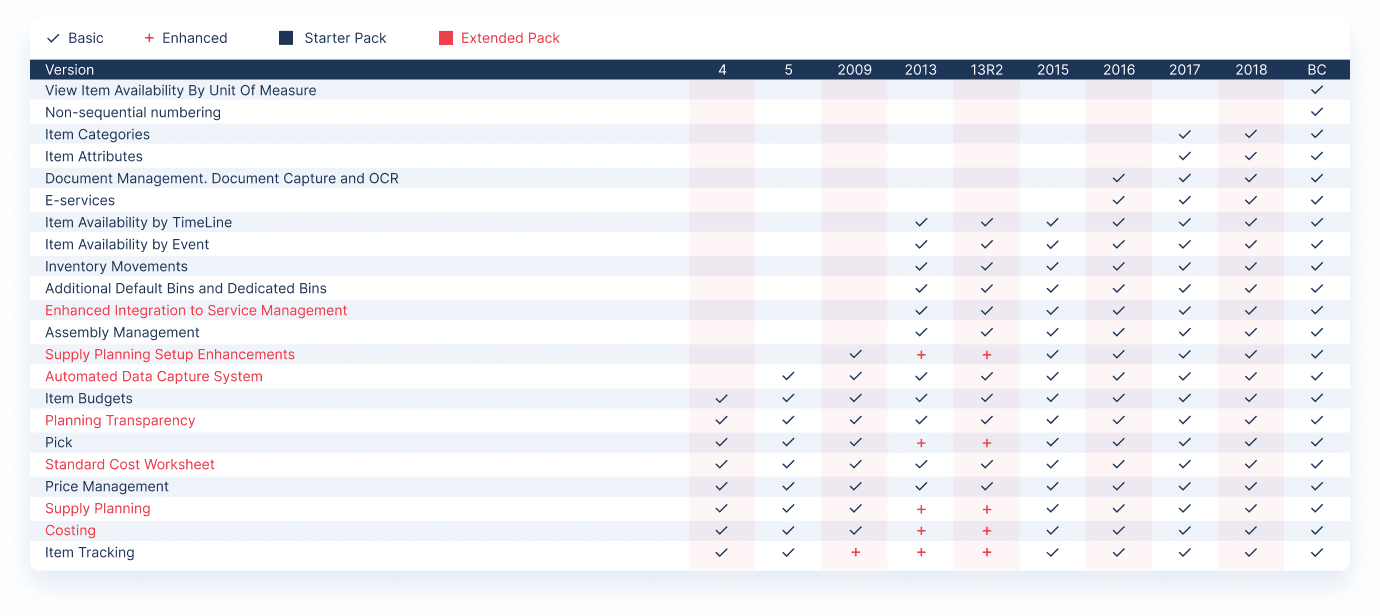 ✓ Basic + Enhanced ■ Starter Pack ■ Extended Pack
Version 4 5 2009 2013 13R2 2015 2016 2017 2018 BC
View Item Availability By Unit Of Measure ✓
Non-sequential numbering ✓
Item Categories ✓ ✓ ✓
Item Attributes ✓ ✓ ✓
Document Management. Document Capture and OCR ✓ ✓ ✓ ✓
E-services ✓ ✓ ✓ ✓
Item Availability by TimeLine ✓ ✓ ✓ ✓ ✓ ✓ ✓
Item Availability by Event ✓ ✓ ✓ ✓ ✓ ✓ ✓
Inventory Movements ✓ ✓ ✓ ✓ ✓ ✓ ✓
Additional Default Bins and Dedicated Bins ✓ ✓ ✓ ✓ ✓ ✓ ✓
Enhanced Integration to Service Management ✓ ✓ ✓ ✓ ✓ ✓ ✓
Assembly Management ✓ ✓ ✓ ✓ ✓ ✓ ✓
Supply Planning Setup Enhancements ✓ + + ✓ ✓ ✓ ✓ ✓
Automated Data Capture System ✓ ✓ ✓ ✓ ✓ ✓ ✓ ✓ ✓
Item Budgets ✓ ✓ ✓ ✓ ✓ ✓ ✓ ✓ ✓ ✓
Planning Transparency ✓ ✓ ✓ ✓ ✓ ✓ ✓ ✓ ✓ ✓
Pick ✓ ✓ ✓ + + ✓ ✓ ✓ ✓ ✓
Standard Cost Worksheet ✓ ✓ ✓ ✓ ✓ ✓ ✓ ✓ ✓ ✓
Price Management ✓ ✓ ✓ ✓ ✓ ✓ ✓ ✓ ✓ ✓
Supply Planning ✓ ✓ ✓ + + ✓ ✓ ✓ ✓ ✓
Costing ✓ ✓ ✓ + + ✓ ✓ ✓ ✓ ✓
Item Tracking ✓ ✓ + + + ✓ ✓ ✓ ✓ ✓